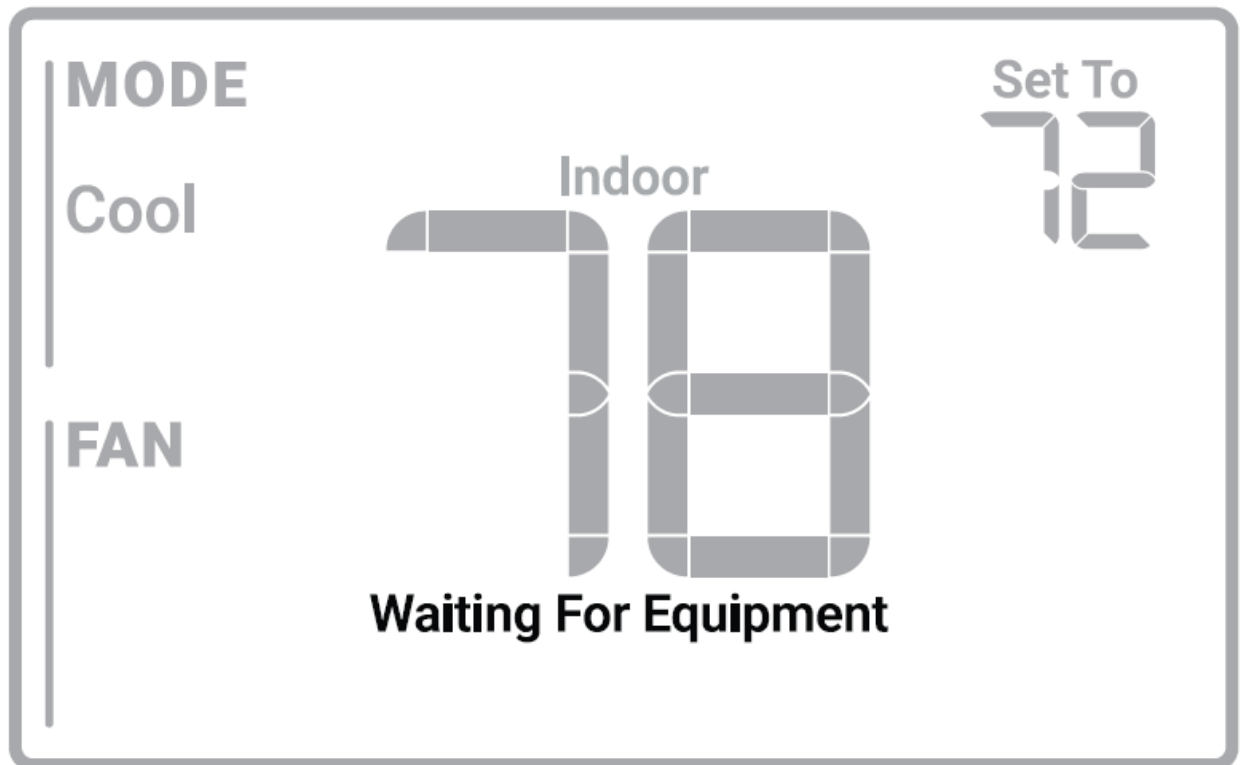 MODE
Cool
FAN
Indoor
78
Waiting For Equipment
Set To
72